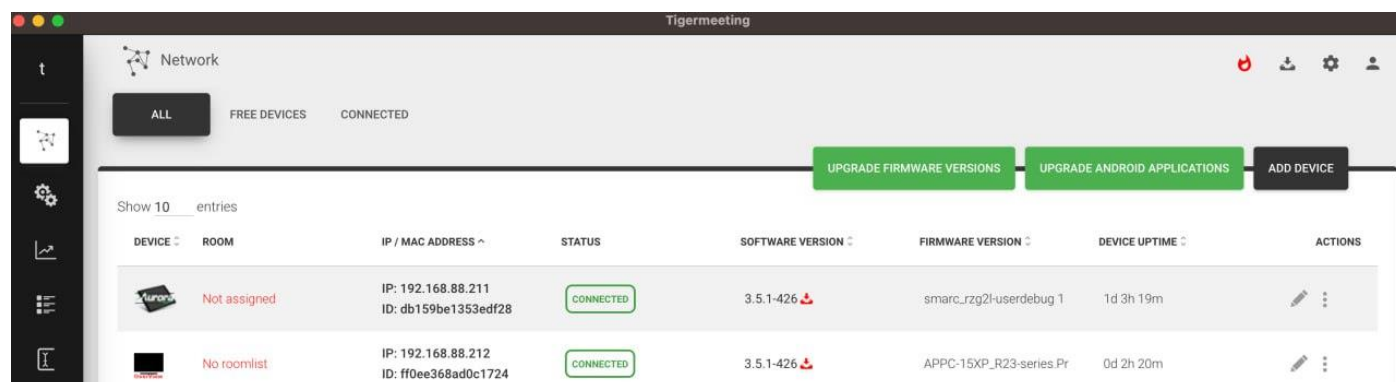 Tigermeeting
t
Network
ALL FREE DEVICES CONNECTED
UPGRADE FIRMWARE VERSIONS UPGRADE ANDROID APPLICATIONS ADD DEVICE
Show 10 entries
DEVICE ROOM IP / MAC ADDRESS STATUS SOFTWARE VERSION FIRMWARE VERSION DEVICE UPTIME ACTIONS
Aurora Not assigned IP: 192.168.88.211 CONNECTED 3.5.1-426 smarc_rzg2l-userdebug 1 1d 3h 19m
ID: db159be1353edf28
No roomlist IP: 192.168.88.212 CONNECTED 3.5.1-426 APPC-15XP_R23-series.Pr 0d 2h 20m
ID: ff0ee368ad0c1724